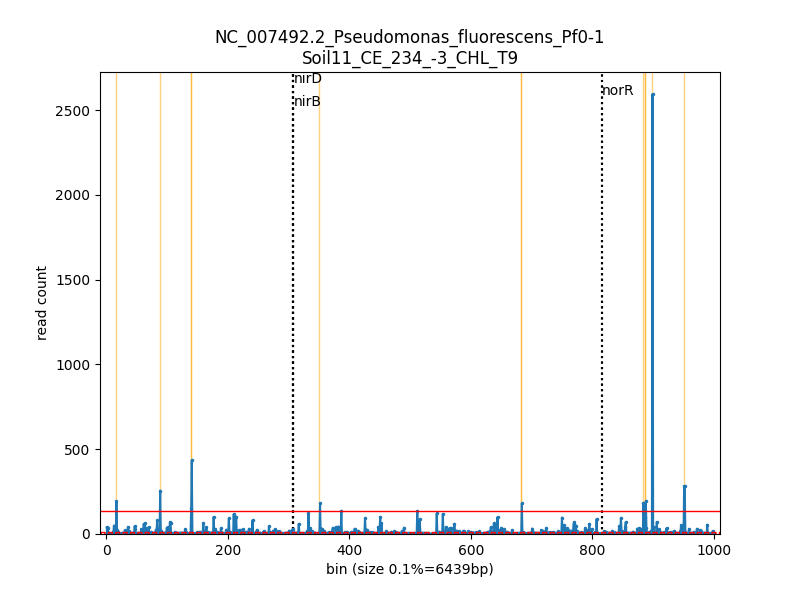 NC_007492.2_Pseudomonas_fluorescens_Pf0-1
Soil11_CE_234_-3_CHL_T9
nirD
nirB
norR
2500
2000
1500
1000
500
0
read count
0 200 400 600 800 1000
bin (size 0.1%=6439bp)